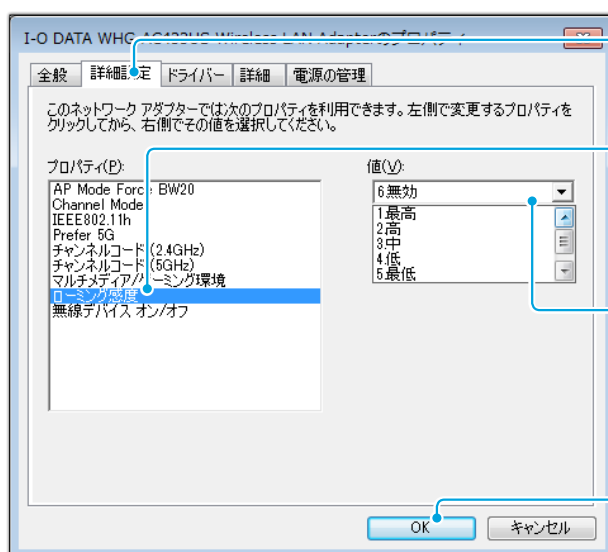 I-O DATA WHG-AC433US Wireless LAN Adapterのプロパティ
全般 詳細設定 ドライバー 詳細 電源の管理
このネットワーク アダプターでは次のプロパティを利用できます。左側で変更するプロパティを
クリックしてから、右側でその値を選択してください。
プロパティ(P):
AP Mode Force BW20
Channel Mode
IEEE802.11h
Prefer 5G
チャンネルコード (2.4GHz)
チャンネルコード (5GHz)
マルチメディア/ゲーミング環境
ローミング感度
無線デバイス オン/オフ
値(V):
6.無効
1.最高
2.高
3.中
4.低
5.最低
OK キャンセル